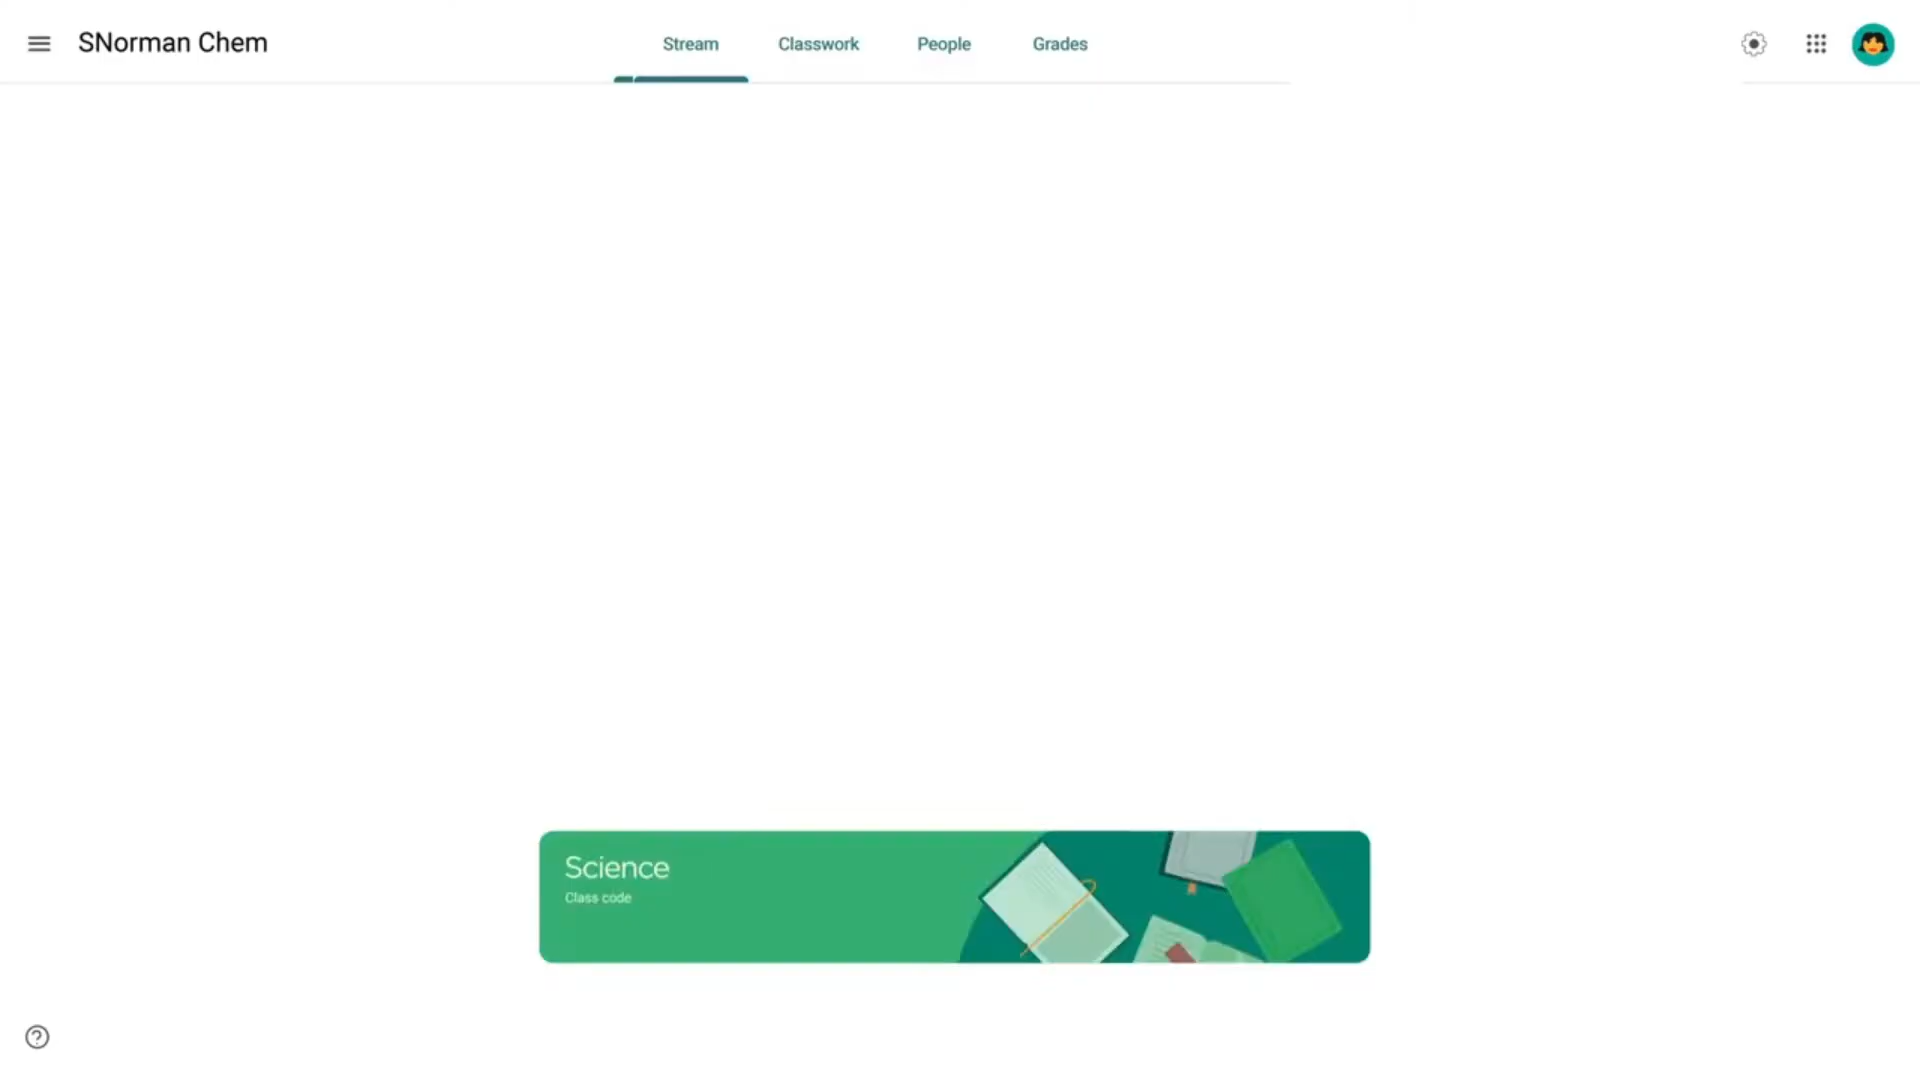 SNorman Chem
Stream
Classwork
People
Grades
Science
Class code